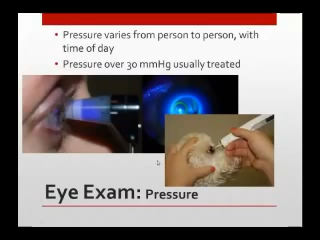 Pressure varies from person to person, with
time of day
Pressure over 30 mmHg usually treated
Eye Exam: Pressure